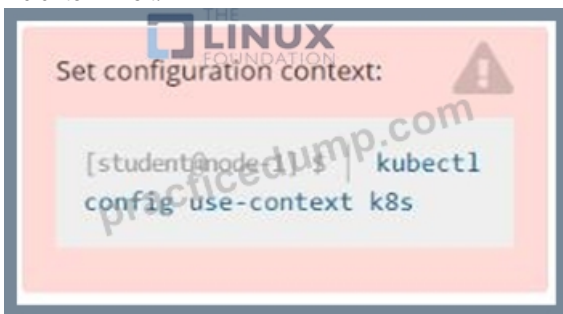 THE
LINUX
FOUNDATION
Set configuration context:
[student@node-1] $ | kubectl
config use-context k8s
practicedump.com